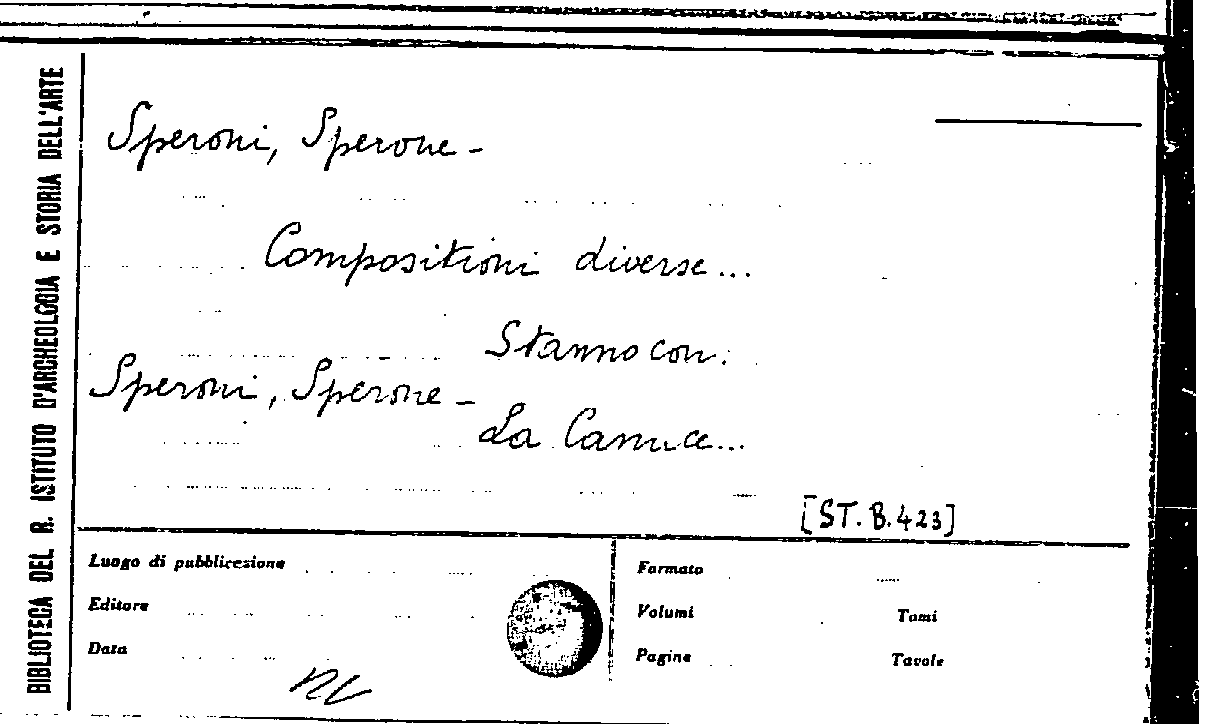 BIBLIOTECA DEL R. ISTITUTO D'ARCHEOLOGIA E STORIA DELL'ARTE
Speroni, Sperone -
Compositioni diverse...
Stanno con:
Speroni, Sperone -
La Canace...
[ST. B. 423]
Luogo di pubblicazione
Editore
Data
Formato
Volumi Tomi
Pagine Tavole